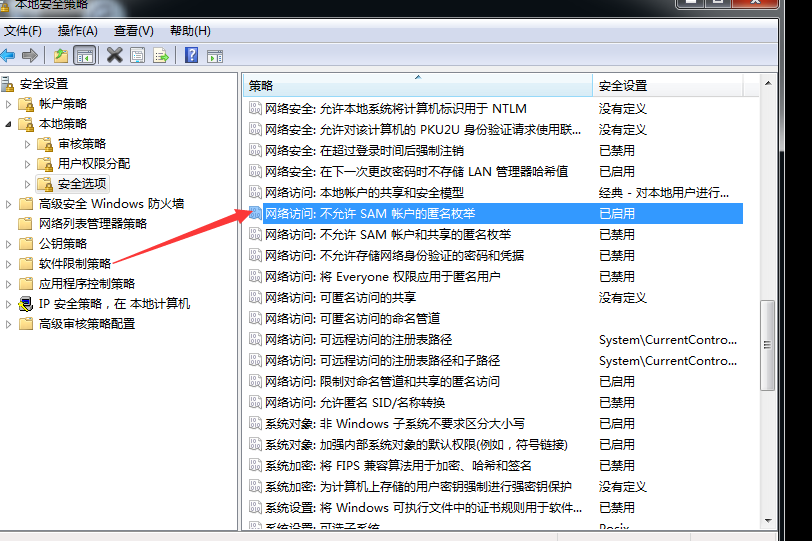 本地安全策略
文件(F) 操作(A) 查看(V) 帮助(H)
安全设置
帐户策略
本地策略
审核策略
用户权限分配
安全选项
高级安全 Windows 防火墙
网络列表管理器策略
公钥策略
软件限制策略
应用程序控制策略
IP 安全策略，在 本地计算机
高级审核策略配置
策略 安全设置
网络安全: 允许本地系统将计算机标识用于 NTLM 没有定义
网络安全: 允许对该计算机的 PKU2U 身份验证请求使用联... 没有定义
网络安全: 在超过登录时间后强制注销 已禁用
网络安全: 在下一次更改密码时不存储 LAN 管理器哈希值 已启用
网络访问: 本地帐户的共享和安全模型 经典 - 对本地用户进行...
网络访问: 不允许 SAM 帐户的匿名枚举 已启用
网络访问: 不允许 SAM 帐户和共享的匿名枚举 已禁用
网络访问: 不允许存储网络身份验证的密码和凭据 已禁用
网络访问: 将 Everyone 权限应用于匿名用户 已禁用
网络访问: 可匿名访问的共享 没有定义
网络访问: 可匿名访问的命名管道
网络访问: 可远程访问的注册表路径 System\CurrentContro...
网络访问: 可远程访问的注册表路径和子路径 System\CurrentContro...
网络访问: 限制对命名管道和共享的匿名访问 已启用
网络访问: 允许匿名 SID/名称转换 已禁用
系统对象: 非 Windows 子系统不要求区分大小写 已启用
系统对象: 加强内部系统对象的默认权限(例如，符号链接) 已启用
系统加密: 将 FIPS 兼容算法用于加密、哈希和签名 已禁用
系统加密: 为计算机上存储的用户密钥强制进行强密钥保护 没有定义
系统设置: 将 Windows 可执行文件中的证书规则用于软件... 已禁用
系统设置: 可选子系统 Posix